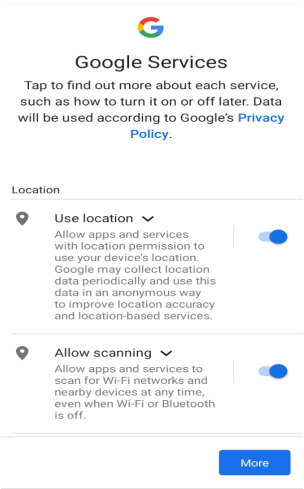 Google Services
Tap to find out more about each service,
such as how to turn it on or off later. Data
will be used according to Google's Privacy
Policy.
Location
Use location
Allow apps and services
with location permission to
use your device's location.
Google may collect location
data periodically and use this
data in an anonymous way
to improve location accuracy
and location-based services.
Allow scanning
Allow apps and services to
scan for Wi-Fi networks and
nearby devices at any time,
even when Wi-Fi or Bluetooth
is off.
More